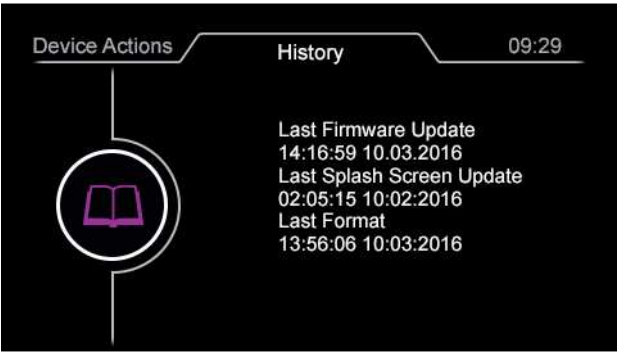 Device Actions
History
09:29
Last Firmware Update
14:16:59 10.03.2016
Last Splash Screen Update
02:05:15 10:02:2016
Last Format
13:56:06 10:03:2016